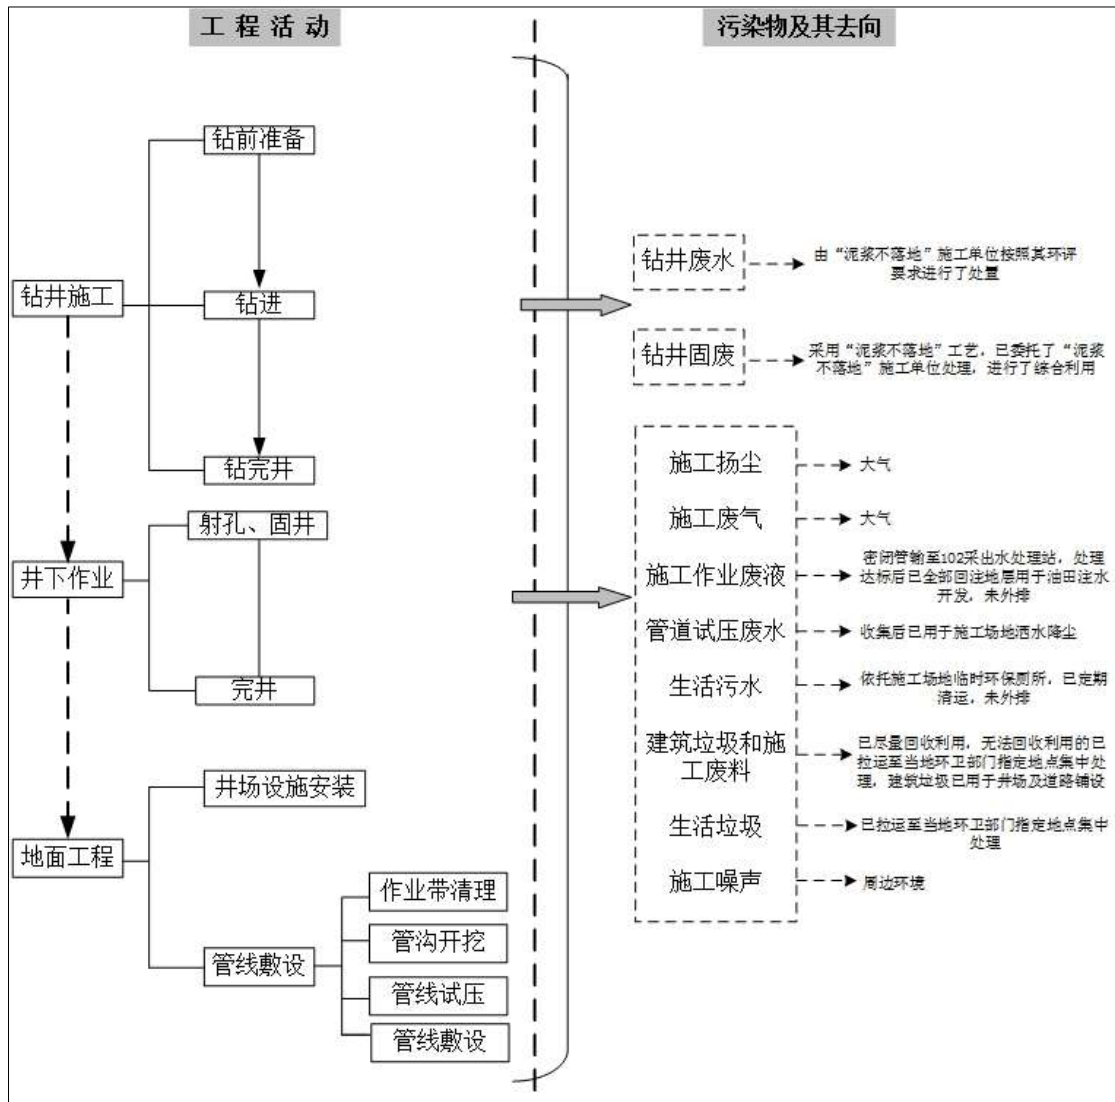 工 程 活 动
污染物及其去向
钻前准备
钻井施工
钻进
钻完井
射孔、固井
井下作业
完井
井场设施安装
地面工程
作业带清理
管沟开挖
管线敷设
管线试压
管线敷设
钻井废水
由“泥浆不落地”施工单位按照其环评
要求进行了处置
钻井固废
采用“泥浆不落地”工艺，已委托了“泥浆
不落地”施工单位处理，进行了综合利用
施工扬尘
大气
施工废气
大气
施工作业废液
密闭管输至102采出水处理站，处理
达标后已全部回注地层用于油田注水
开发，未外排
管道试压废水
收集后已用于施工场地洒水降尘
生活污水
依托施工场地临时环保厕所，已定期
清运，未外排
建筑垃圾和施
工废料
已尽量回收利用，无法回收利用的已
拉运至当地环卫部门指定地点集中处
理，建筑垃圾已用于井场及道路铺设
生活垃圾
已拉运至当地环卫部门指定地点集中
处理
施工噪声
周边环境